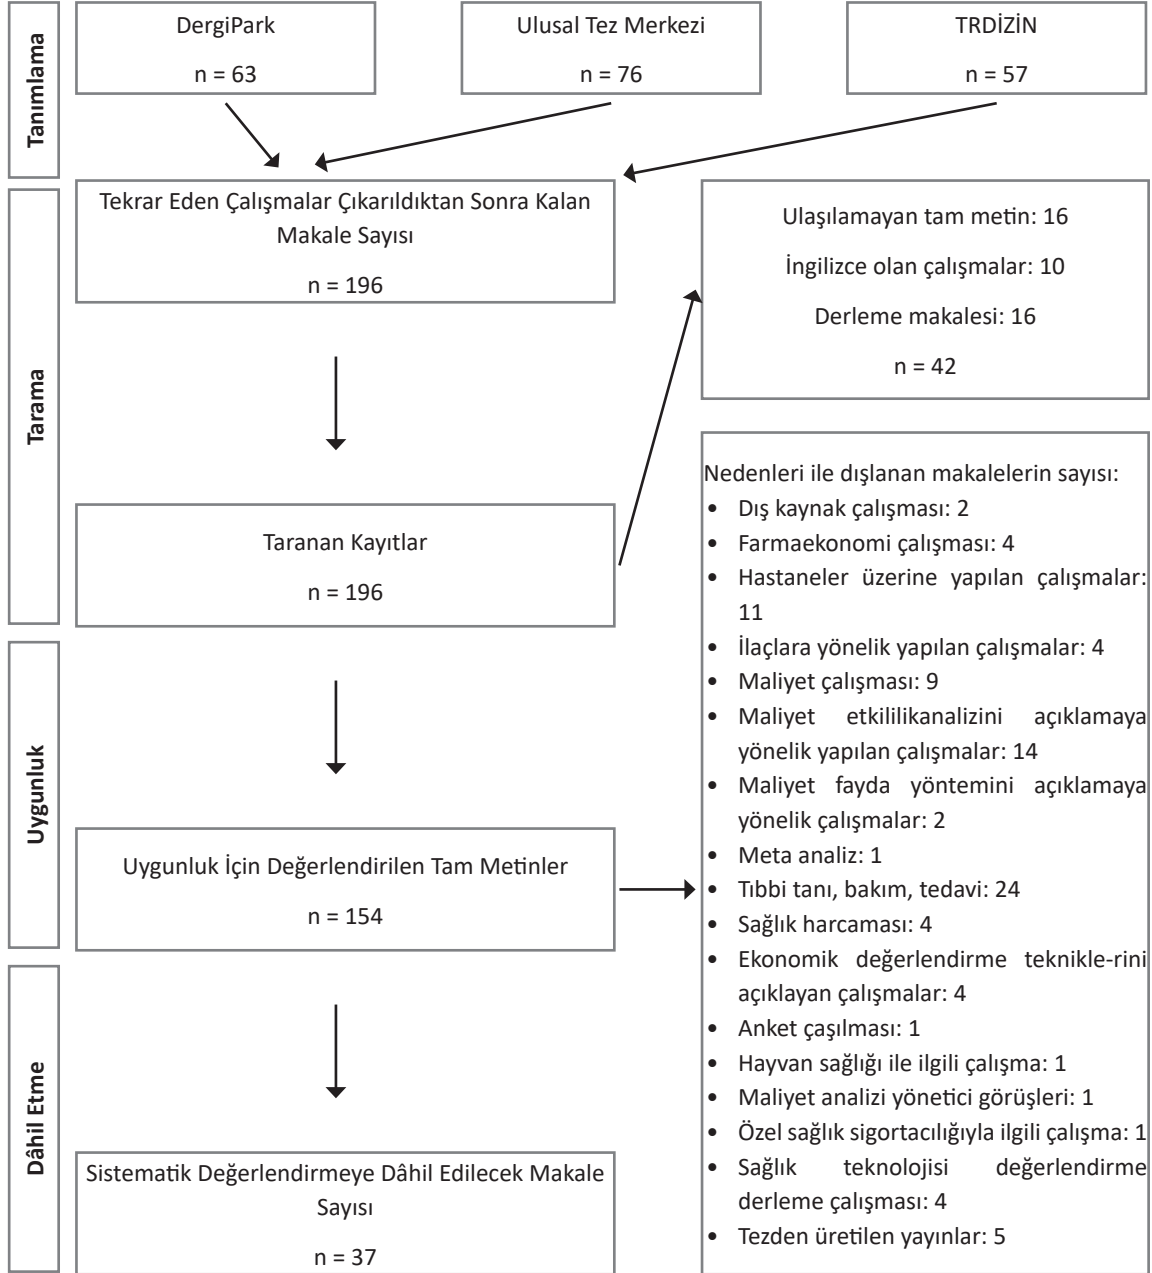 Tanımlama
DergiPark
n = 63
Ulusal Tez Merkezi
n = 76
TRDİZİN
n = 57
Tarama
Tekrar Eden Çalışmalar Çıkarıldıktan Sonra Kalan
Makale Sayısı
n = 196
Ulaşılamayan tam metin: 16
İngilizce olan çalışmalar: 10
Derleme makalesi: 16
n = 42
Taranan Kayıtlar
n = 196
Uygunluk
Uygunluk İçin Değerlendirilen Tam Metinler
n = 154
Nedenleri ile dışlanan makalelerin sayısı:
• Dış kaynak çalışması: 2
• Farmaekonomi çalışması: 4
• Hastaneler üzerine yapılan çalışmalar:
11
• İlaçlara yönelik yapılan çalışmalar: 4
• Maliyet çalışması: 9
• Maliyet etkililikanalizini açıklamaya
yönelik yapılan çalışmalar: 14
• Maliyet fayda yöntemini açıklamaya
yönelik çalışmalar: 2
• Meta analiz: 1
• Tıbbi tanı, bakım, tedavi: 24
• Sağlık harcaması: 4
• Ekonomik değerlendirme teknikle-rini
açıklayan çalışmalar: 4
• Anket çaşılması: 1
• Hayvan sağlığı ile ilgili çalışma: 1
• Maliyet analizi yönetici görüşleri: 1
• Özel sağlık sigortacılığıyla ilgili çalışma: 1
• Sağlık teknolojisi değerlendirme
derleme çalışması: 4
• Tezden üretilen yayınlar: 5
Dâhil Etme
Sistematik Değerlendirmeye Dâhil Edilecek Makale
Sayısı
n = 37